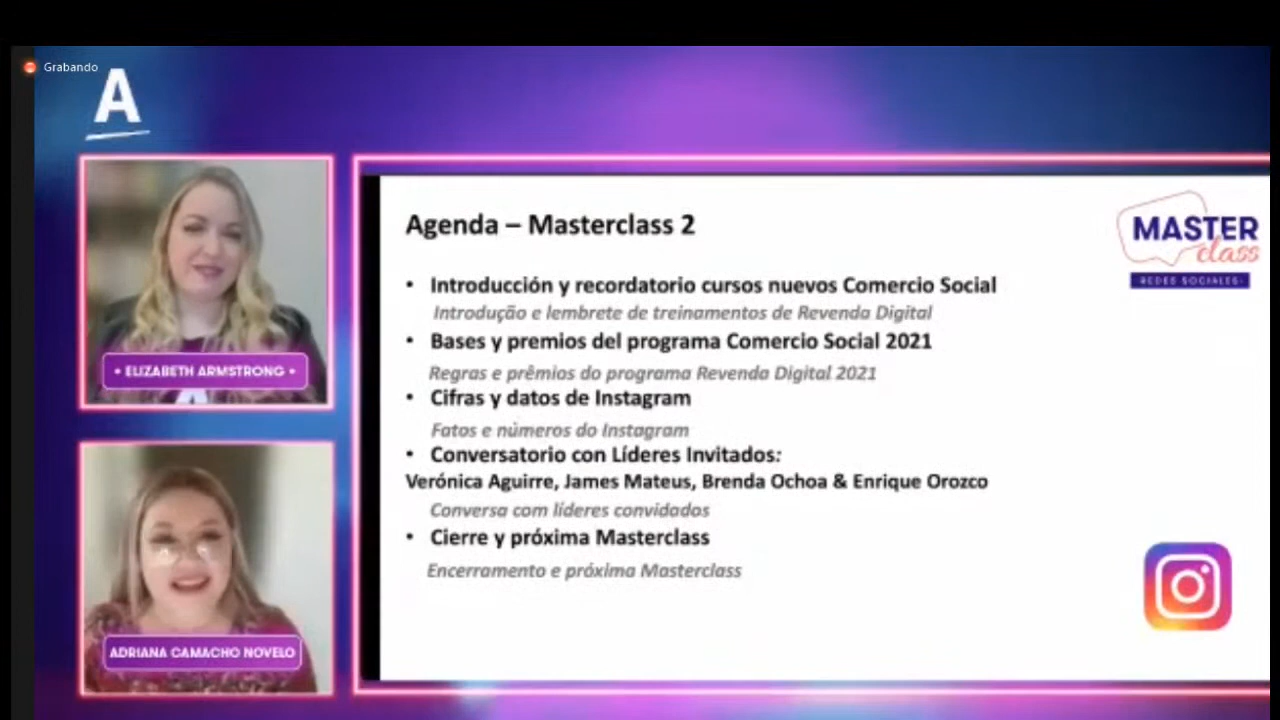 Grabando
A
• ELIZABETH ARMSTRONG •
ADRIANA CAMACHO NOVELO
Agenda – Masterclass 2
MASTER
class
REDES SOCIALES
• Introducción y recordatorio cursos nuevos Comercio Social
Introdução e lembrete de treinamentos de Revenda Digital
• Bases y premios del programa Comercio Social 2021
Regras e prêmios do programa Revenda Digital 2021
• Cifras y datos de Instagram
Fatos e números do Instagram
• Conversatorio con Líderes Invitados:
Verónica Aguirre, James Mateus, Brenda Ochoa & Enrique Orozco
Conversa com líderes convidados
• Cierre y próxima Masterclass
Encerramento e próxima Masterclass